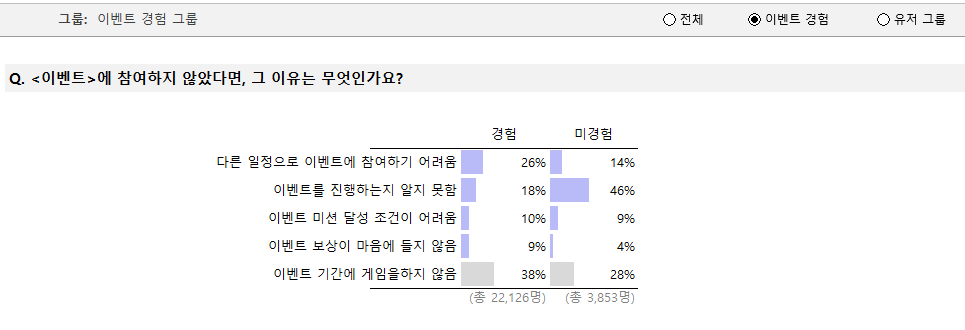 그룹: 이벤트 경험 그룹 전체 이벤트 경험 유저 그룹
Q. <이벤트>에 참여하지 않았다면, 그 이유는 무엇인가요?
경험 미경험
다른 일정으로 이벤트에 참여하기 어려움 26% 14%
이벤트를 진행하는지 알지 못함 18% 46%
이벤트 미션 달성 조건이 어려움 10% 9%
이벤트 보상이 마음에 들지 않음 9% 4%
이벤트 기간에 게임을하지 않음 38% 28%
(총 22,126명) (총 3,853명)